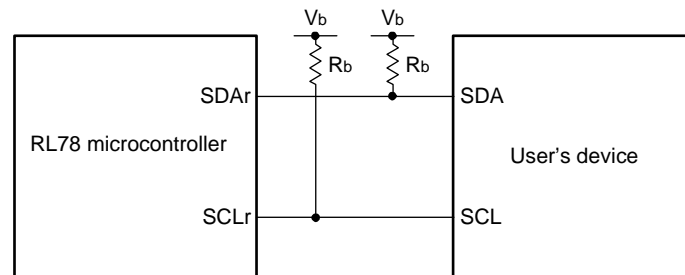 Vb Vb
Rb Rb
SDAr SDA
RL78 microcontroller User's device
SCLr SCL